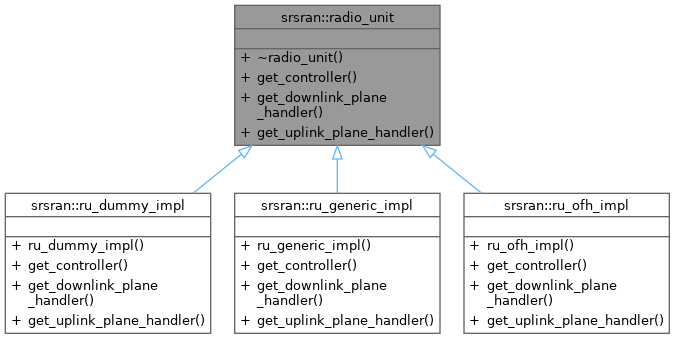 srsran::radio_unit
+ ~radio_unit()
+ get_controller()
+ get_downlink_plane
_handler()
+ get_uplink_plane_handler()
srsran::ru_dummy_impl
+ ru_dummy_impl()
+ get_controller()
+ get_downlink_plane
_handler()
+ get_uplink_plane_handler()
srsran::ru_generic_impl
+ ru_generic_impl()
+ get_controller()
+ get_downlink_plane
_handler()
+ get_uplink_plane_handler()
srsran::ru_ofh_impl
+ ru_ofh_impl()
+ get_controller()
+ get_downlink_plane
_handler()
+ get_uplink_plane_handler()